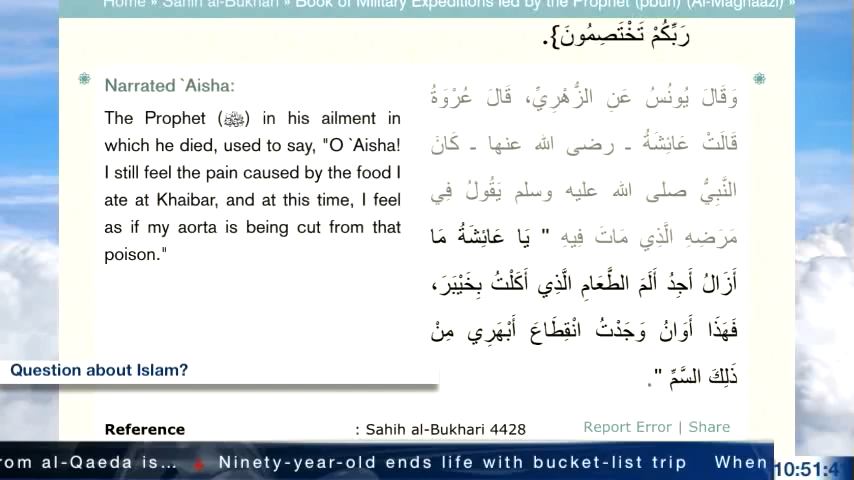 Home » Sahih al-Bukhari » Book of Military Expeditions led by the Prophet (pbuh) (Al-Maghaazi) »
رَبِّكُمْ تَخْتَصِمُونَ}.
Narrated `Aisha:
The Prophet (ﷺ) in his ailment in
which he died, used to say, "O `Aisha!
I still feel the pain caused by the food I
ate at Khaibar, and at this time, I feel
as if my aorta is being cut from that
poison."
وَقَالَ يُونُسُ عَنِ الزُّهْرِيِّ، قَالَ عُرْوَةُ
قَالَتْ عَائِشَةُ ـ رضى الله عنها ـ كَانَ
النَّبِيُّ صلى الله عليه وسلم يَقُولُ فِي
مَرَضِهِ الَّذِي مَاتَ فِيهِ " يَا عَائِشَةُ مَا
أَزَالُ أَجِدُ أَلَمَ الطَّعَامِ الَّذِي أَكَلْتُ بِخَيْبَرَ،
فَهَذَا أَوَانُ وَجَدْتُ انْقِطَاعَ أَبْهَرِي مِنْ
ذَلِكَ السَّمِّ ".
Question about Islam?
Reference : Sahih al-Bukhari 4428
Report Error | Share
rom al-Qaeda is... Ninety-year-old ends life with bucket-list trip When
10:51:4